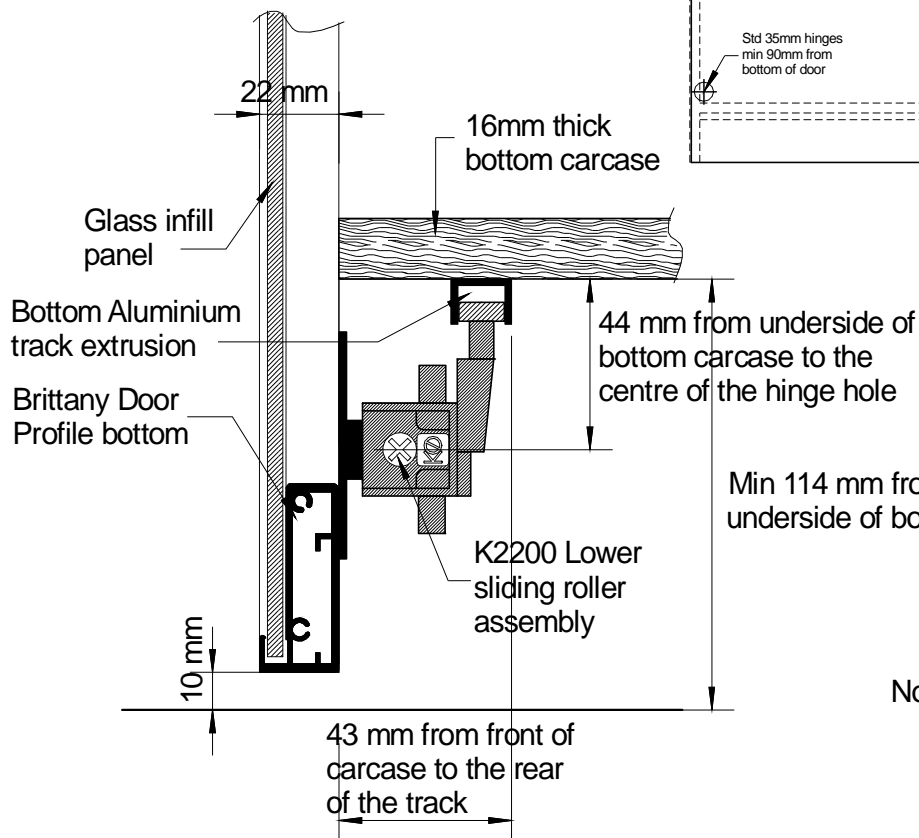 Std 35mm hinges
min 90mm from
bottom of door
22 mm
16mm thick
bottom carcase
Glass infill
panel
Bottom Aluminium
track extrusion
44 mm from underside of
bottom carcase to the
centre of the hinge hole
Brittany Door
Profile bottom
Min 114 mm fro
underside of bo
K2200 Lower
sliding roller
assembly
10 mm
No
43 mm from front of
carcase to the rear
of the track